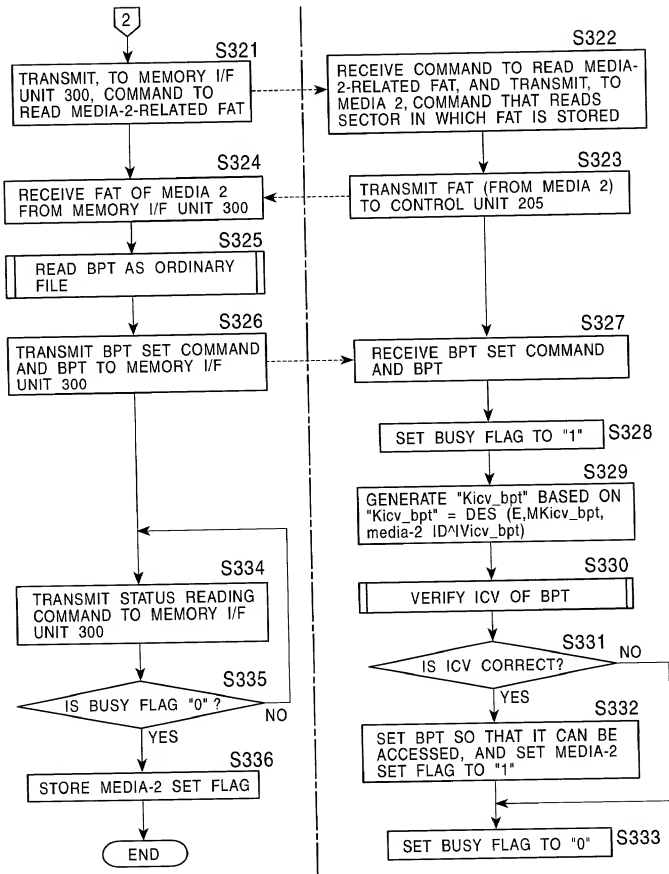 2
S321
TRANSMIT, TO MEMORY I/F
UNIT 300, COMMAND TO
READ MEDIA-2-RELATED FAT
S322
RECEIVE COMMAND TO READ MEDIA-
2-RELATED FAT, AND TRANSMIT, TO
MEDIA 2, COMMAND THAT READS
SECTOR IN WHICH FAT IS STORED
S324
RECEIVE FAT OF MEDIA 2
FROM MEMORY I/F UNIT 300
S323
TRANSMIT FAT (FROM MEDIA 2)
TO CONTROL UNIT 205
S325
READ BPT AS ORDINARY
FILE
S326
TRANSMIT BPT SET COMMAND
AND BPT TO MEMORY I/F
UNIT 300
S327
RECEIVE BPT SET COMMAND
AND BPT
SET BUSY FLAG TO "1"
S328
S329
GENERATE "Kicv_bpt" BASED ON
"Kicv_bpt" = DES (E,MKicv_bpt,
media-2 ID^IVicv_bpt)
S330
VERIFY ICV OF BPT
S331
IS ICV CORRECT?
NO
YES
S332
SET BPT SO THAT IT CAN BE
ACCESSED, AND SET MEDIA-2
SET FLAG TO "1"
SET BUSY FLAG TO "0"
S333
S334
TRANSMIT STATUS READING
COMMAND TO MEMORY I/F
UNIT 300
S335
IS BUSY FLAG "0" ?
NO
YES
S336
STORE MEDIA-2 SET FLAG
END